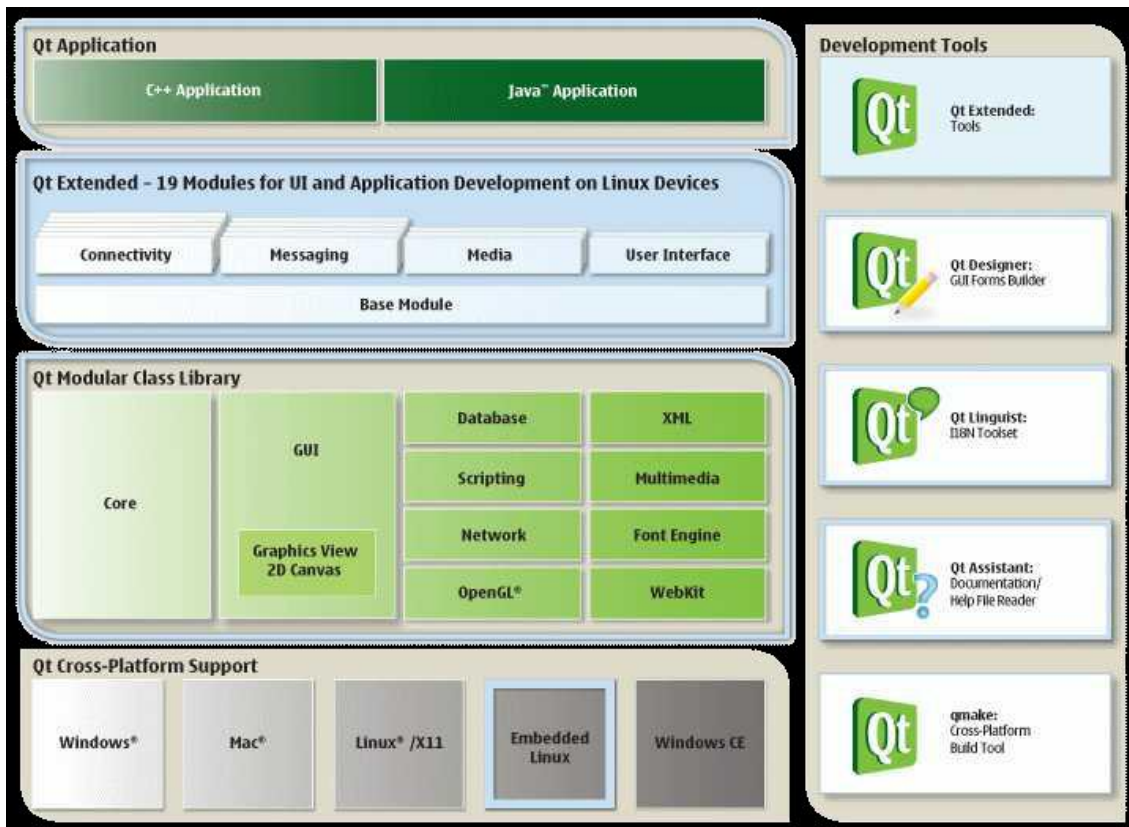 Qt Application
C++ Application
Java™ Application
Qt Extended – 19 Modules for UI and Application Development on Linux Devices
Connectivity
Messaging
Media
User Interface
Base Module
Qt Modular Class Library
Core
GUI
Graphics View
2D Canvas
Database
XML
Scripting
Multimedia
Network
Font Engine
OpenGL®
WebKit
Qt Cross-Platform Support
Windows®
Mac®
Linux® /X11
Embedded
Linux
Windows CE
Development Tools
Qt
Qt Extended:
Tools
Qt
Qt Designer:
GUI Forms Builder
Qt
Qt Linguist:
I18N Toolset
Qt
?
Qt Assistant:
Documentation/
Help File Reader
Qt
qmake:
Cross-Platform
Build Tool